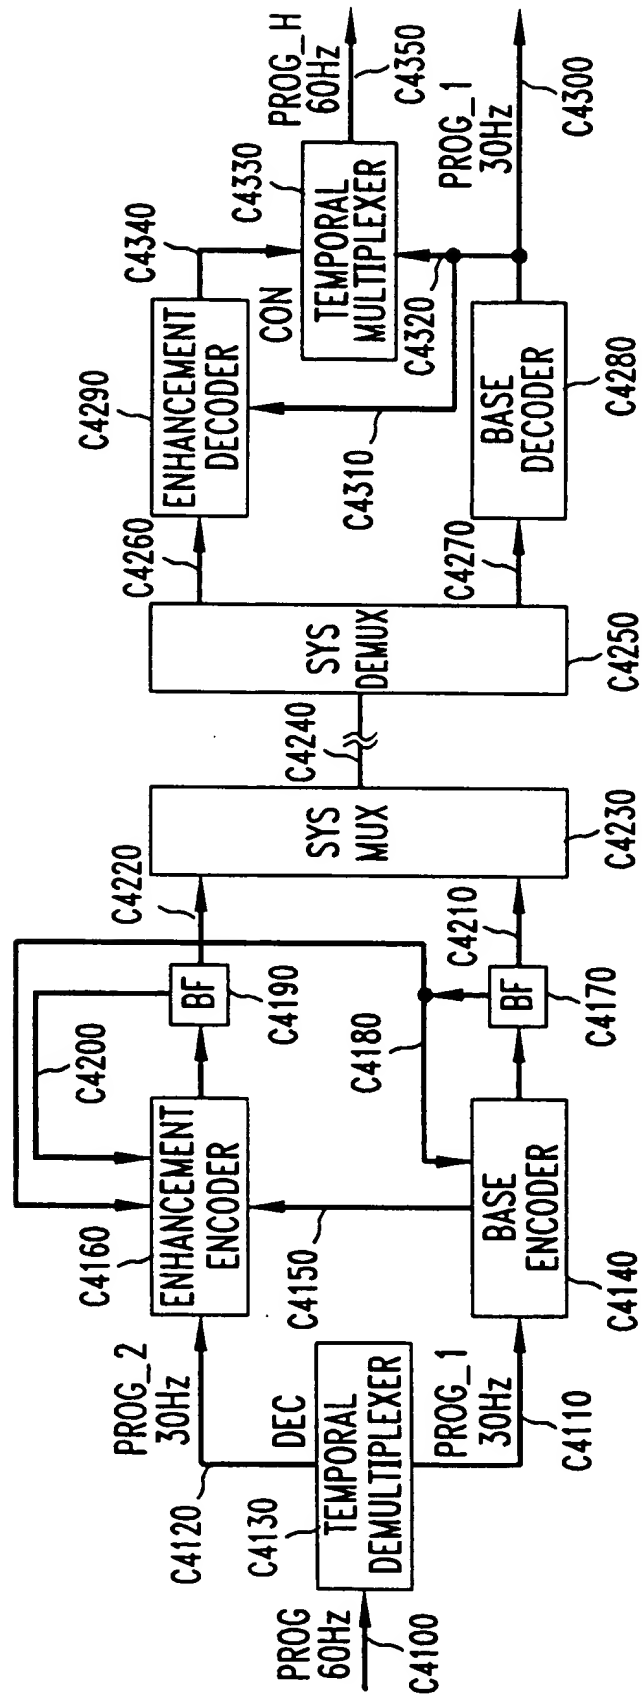 PROG
60Hz
C4100
TEMPORAL
DEMULTIPLEXER
C4130
DEC
C4120
PROG_2
30Hz
PROG_1
30Hz
C4110
ENHANCEMENT
ENCODER
C4160
C4150
BASE
ENCODER
C4140
C4200
BF
C4190
C4180
BF
C4170
C4220
C4210
SYS
MUX
C4230
C4240
SYS
DEMUX
C4250
C4260
C4270
ENHANCEMENT
DECODER
C4290
C4310
BASE
DECODER
C4280
C4340
CON
TEMPORAL
MULTIPLEXER
C4330
C4320
PROG_H
60Hz
C4350
PROG_1
30Hz
C4300